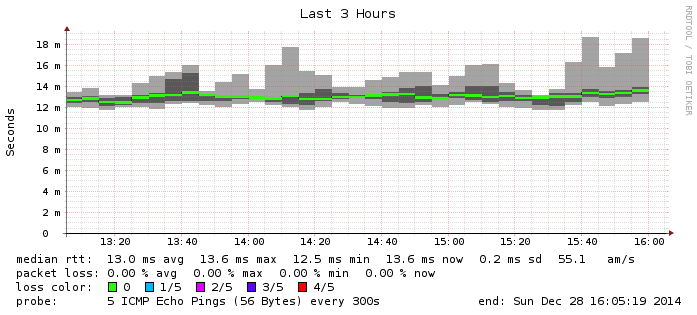 Last 3 Hours
RRDTOOL / TOBI OETIKER
Seconds
18 m
16 m
14 m
12 m
10 m
8 m
6 m
4 m
2 m
0
13:20 13:40 14:00 14:20 14:40 15:00 15:20 15:40 16:00
median rtt: 13.0 ms avg 13.6 ms max 12.5 ms min 13.6 ms now 0.2 ms sd 55.1 am/s
packet loss: 0.00 % avg 0.00 % max 0.00 % min 0.00 % now
loss color: 0 1/5 2/5 3/5 4/5
probe: 5 ICMP Echo Pings (56 Bytes) every 300s end: Sun Dec 28 16:05:19 2014